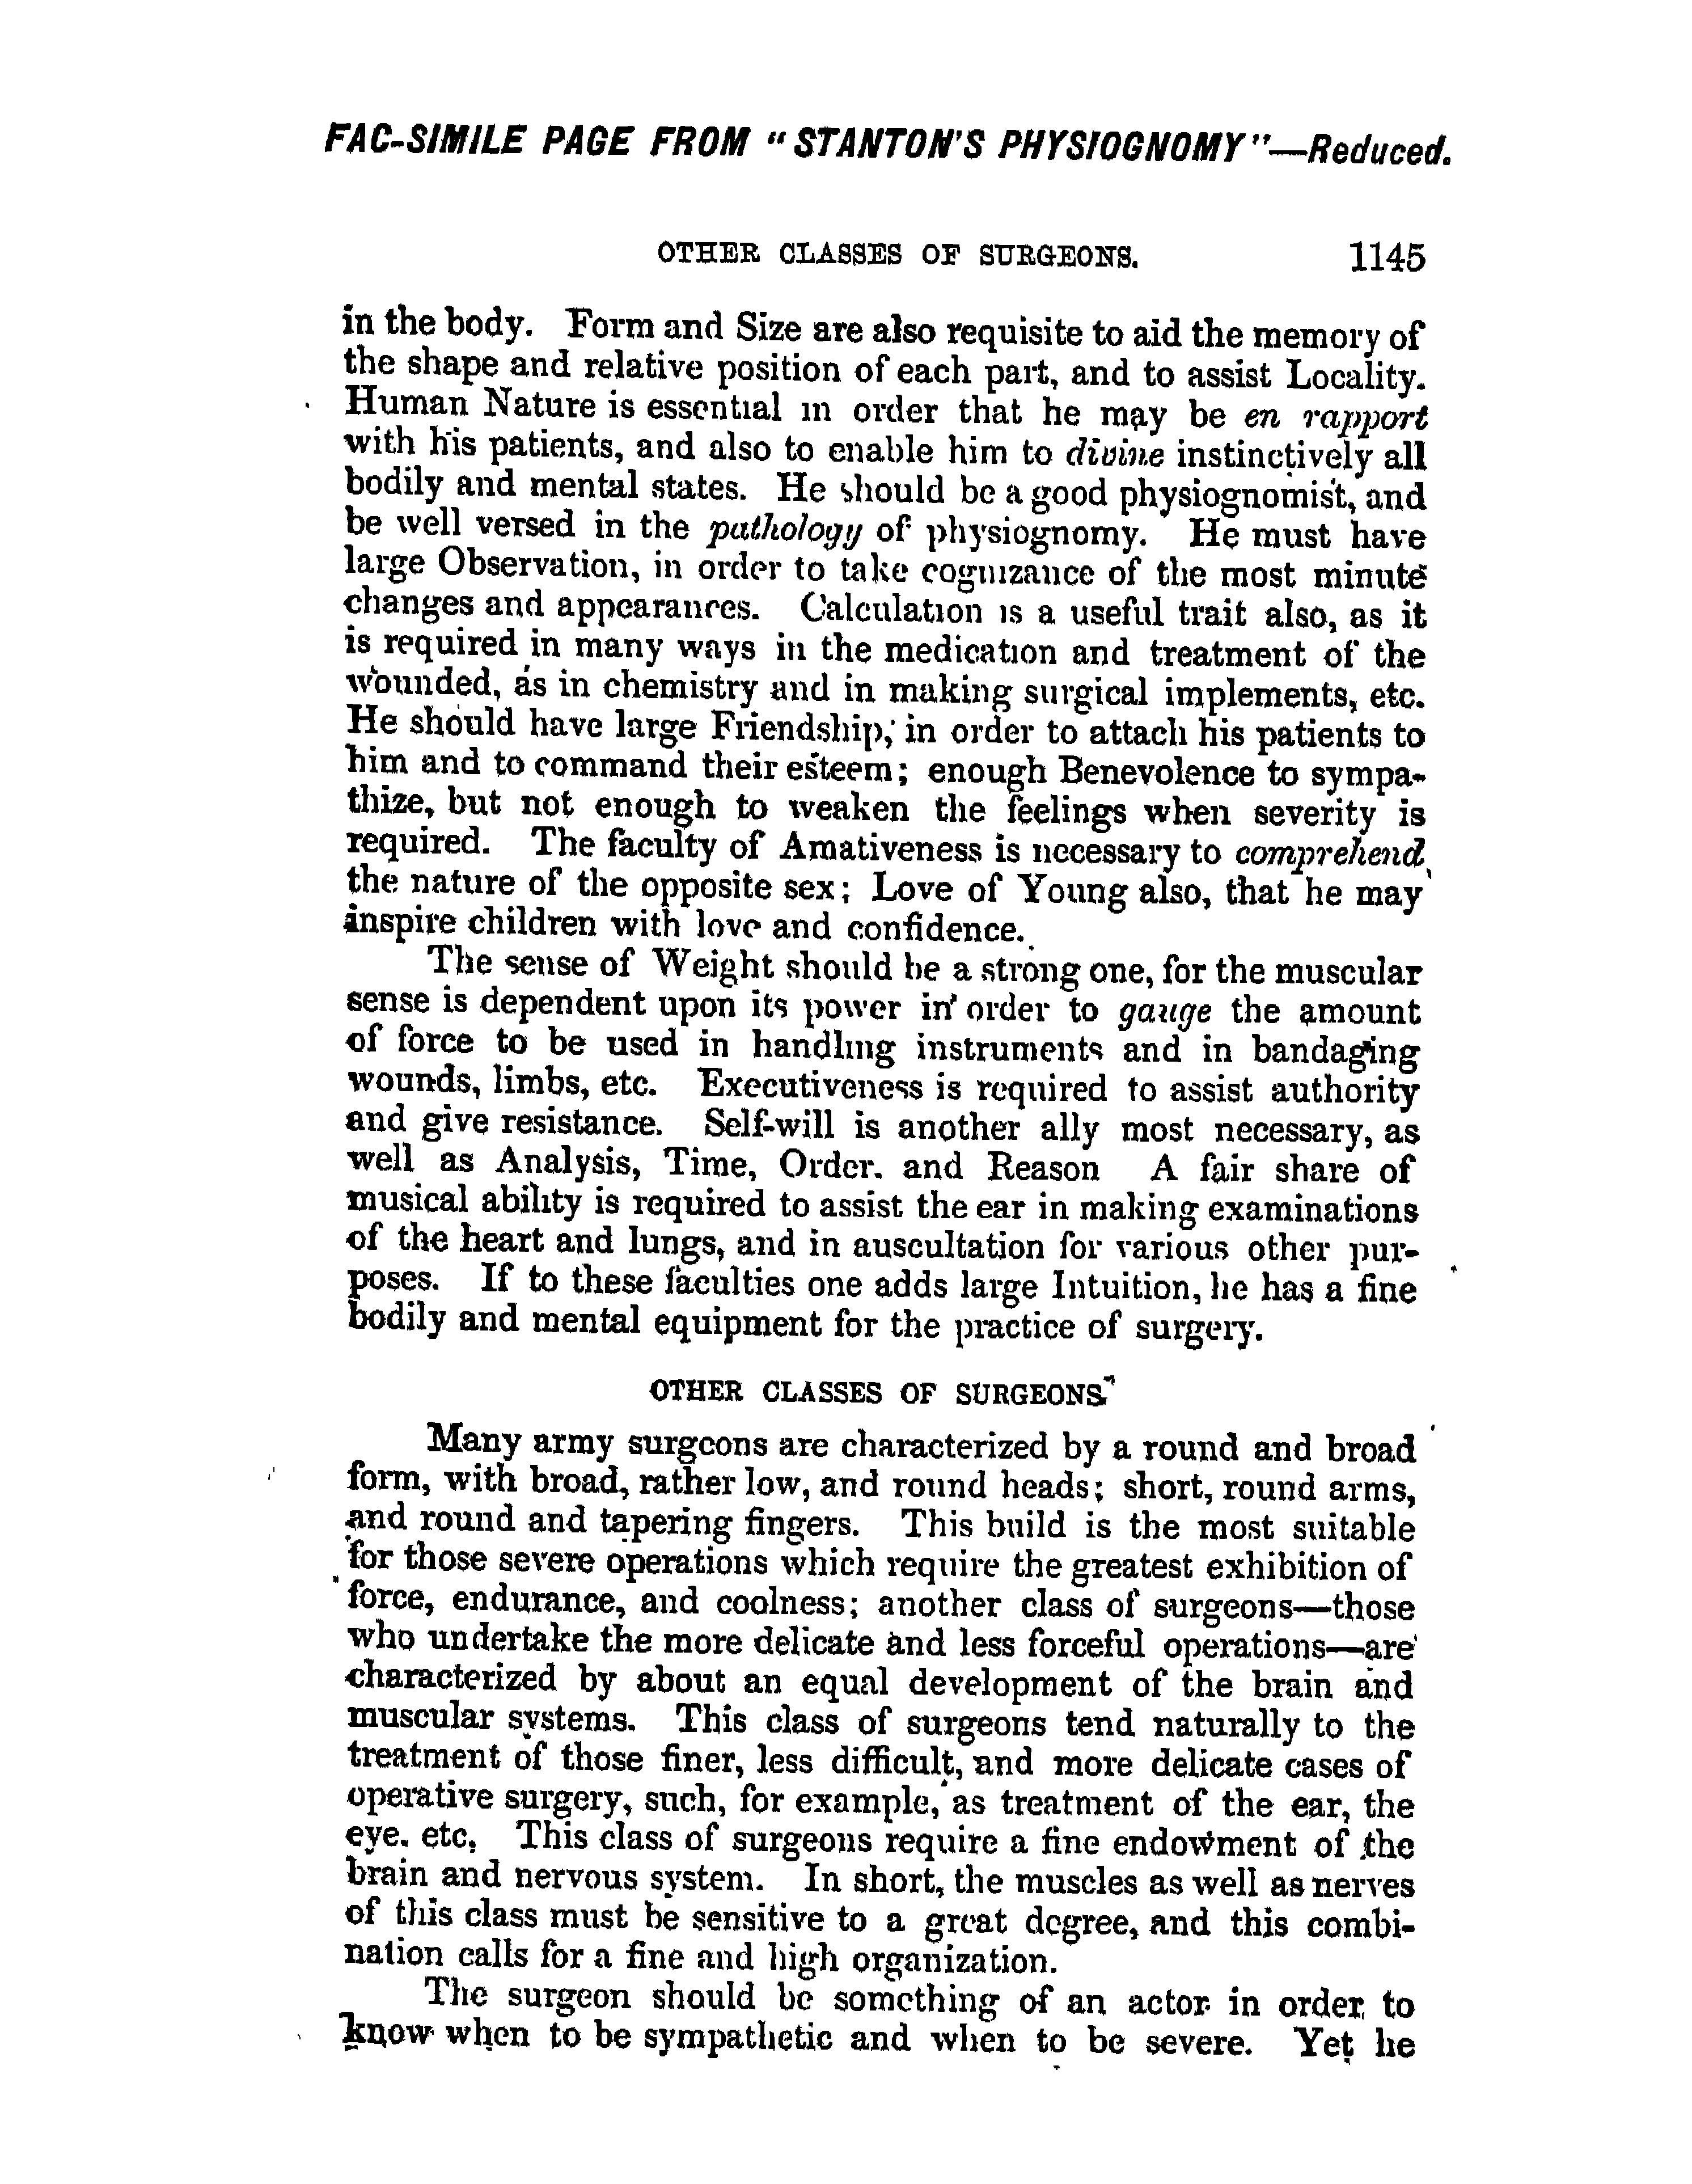 FAC-SIMILE PAGE FROM "STANTON'S PHYSIOGNOMY"—Reduced.
OTHER CLASSES OF SURGEONS. 1145
in the body. Form and Size are also requisite to aid the memory of
the shape and relative position of each part, and to assist Locality.
Human Nature is essential in order that he may be en rapport
with his patients, and also to enable him to divine instinctively all
bodily and mental states. He should be a good physiognomist, and
be well versed in the pathology of physiognomy. He must have
large Observation, in order to take cognizance of the most minute
changes and appearances. Calculation is a useful trait also, as it
is required in many ways in the medication and treatment of the
wounded, as in chemistry and in making surgical implements, etc.
He should have large Friendship, in order to attach his patients to
him and to command their esteem; enough Benevolence to sympa-
thize, but not enough to weaken the feelings when severity is
required. The faculty of Amativeness is necessary to comprehend
the nature of the opposite sex; Love of Young also, that he may
inspire children with love and confidence.
The sense of Weight should be a strong one, for the muscular
sense is dependent upon its power in order to gauge the amount
of force to be used in handling instruments and in bandaging
wounds, limbs, etc. Executiveness is required to assist authority
and give resistance. Self-will is another ally most necessary, as
well as Analysis, Time, Order. and Reason A fair share of
musical ability is required to assist the ear in making examinations
of the heart and lungs, and in auscultation for various other pur-
poses. If to these faculties one adds large Intuition, he has a fine
bodily and mental equipment for the practice of surgery.
OTHER CLASSES OF SURGEONS.
Many army surgeons are characterized by a round and broad
form, with broad, rather low, and round heads; short, round arms,
and round and tapering fingers. This build is the most suitable
for those severe operations which require the greatest exhibition of
force, endurance, and coolness; another class of surgeons—those
who undertake the more delicate and less forceful operations—are
characterized by about an equal development of the brain and
muscular systems. This class of surgeons tend naturally to the
treatment of those finer, less difficult, and more delicate cases of
operative surgery, such, for example, as treatment of the ear, the
eye. etc. This class of surgeons require a fine endowment of the
brain and nervous system. In short, the muscles as well as nerves
of this class must be sensitive to a great degree, and this combi-
nation calls for a fine and high organization.
The surgeon should be something of an actor in order to
know when to be sympathetic and when to be severe. Yet he